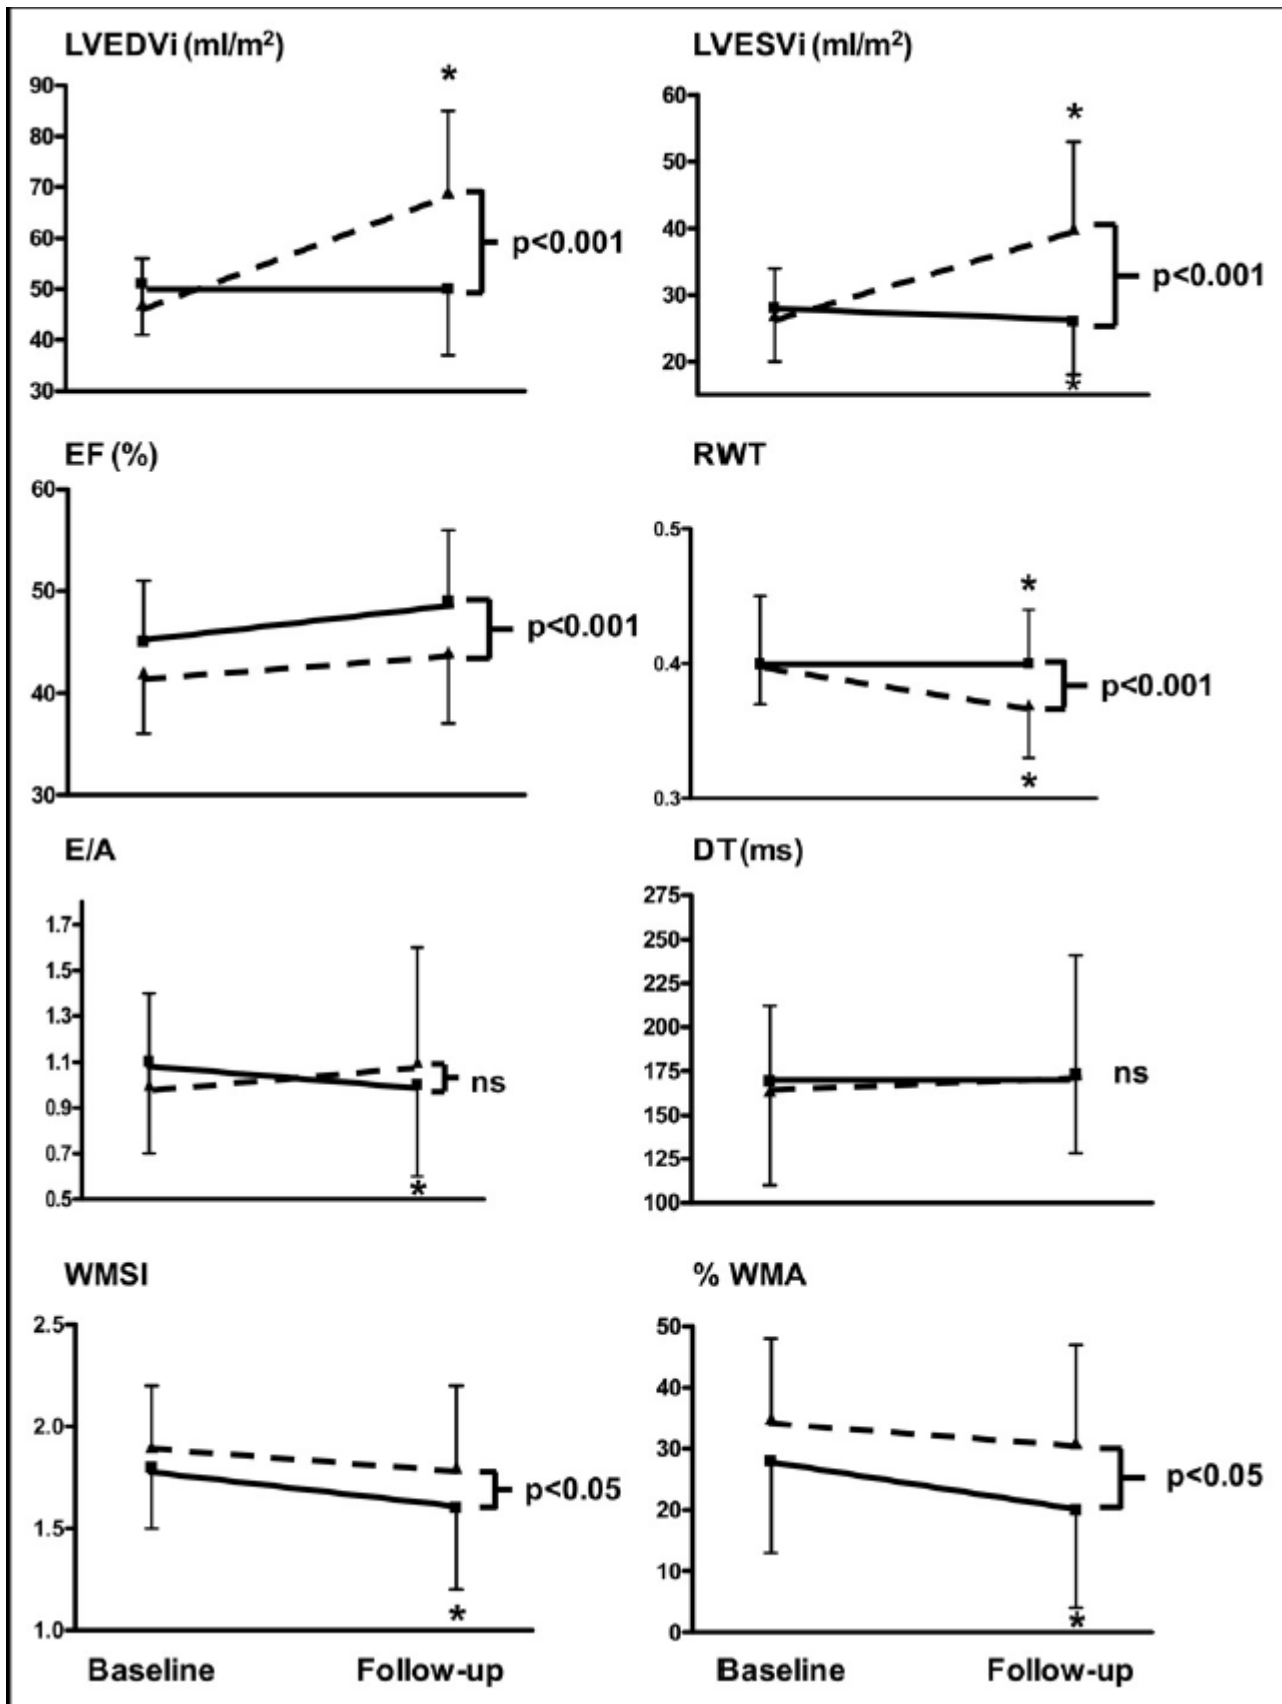 LVEDVi (ml/m²)
90
80
70
60
50
40
30
*
p<0.001
LVESVi (ml/m²)
60
50
40
30
20
*
p<0.001
*
EF (%)
60
50
40
30
p<0.001
RWT
0.5
0.4
0.3
*
p<0.001
*
E/A
1.7
1.5
1.3
1.1
0.9
0.7
0.5
ns
*
DT (ms)
275
250
225
200
175
150
125
100
ns
WMSI
2.5
2.0
1.5
1.0
p<0.05
*
Baseline Follow-up
% WMA
50
40
30
20
10
0
p<0.05
*
Baseline Follow-up